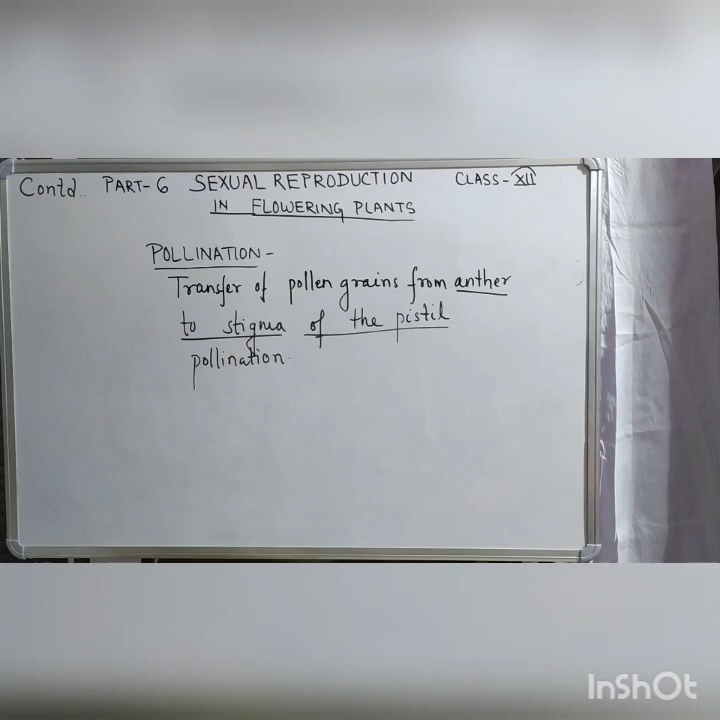 Contd.. PART-6 SEXUAL REPRODUCTION CLASS-XII
IN FLOWERING PLANTS
POLLINATION-
Transfer of pollen grains from anther
to stigma of the pistil
pollination.
InShOt